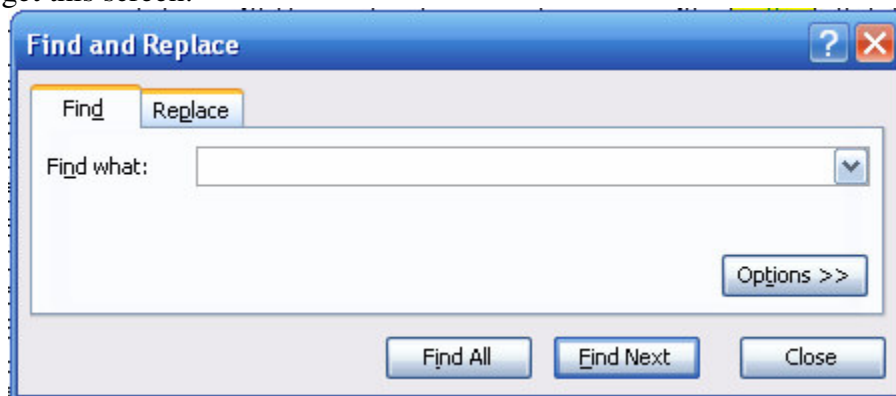 get this screen.
Find and Replace
Find
Replace
Find what:
Options >>
Find All
Find Next
Close